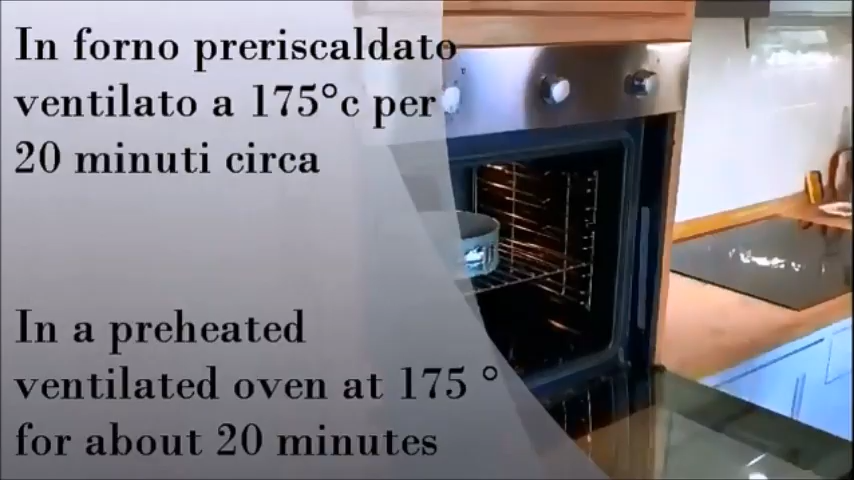 In forno preriscaldato
ventilato a 175°c per
20 minuti circa
In a preheated
ventilated oven at 175 °
for about 20 minutes